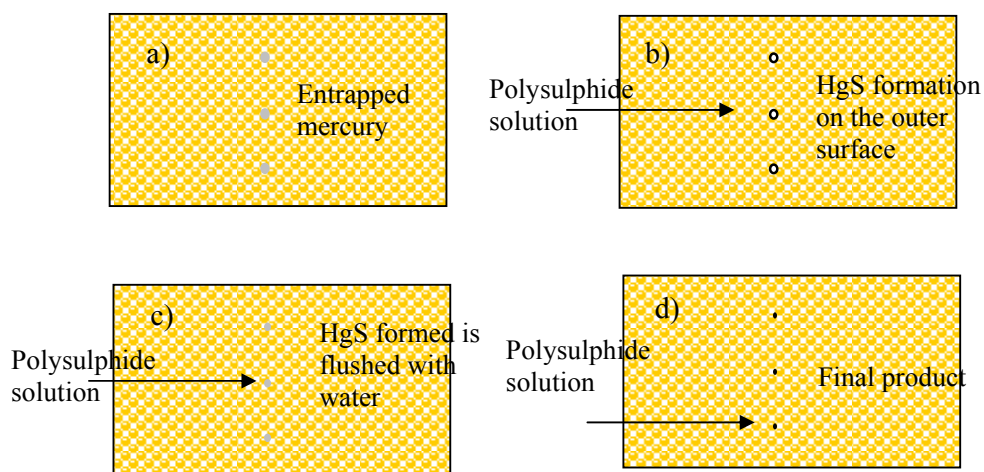 a)
Entrapped
mercury
b)
Polysulphide
solution
HgS formation
on the outer
surface
c)
Polysulphide
solution
HgS formed is
flushed with
water
d)
Polysulphide
solution
Final product